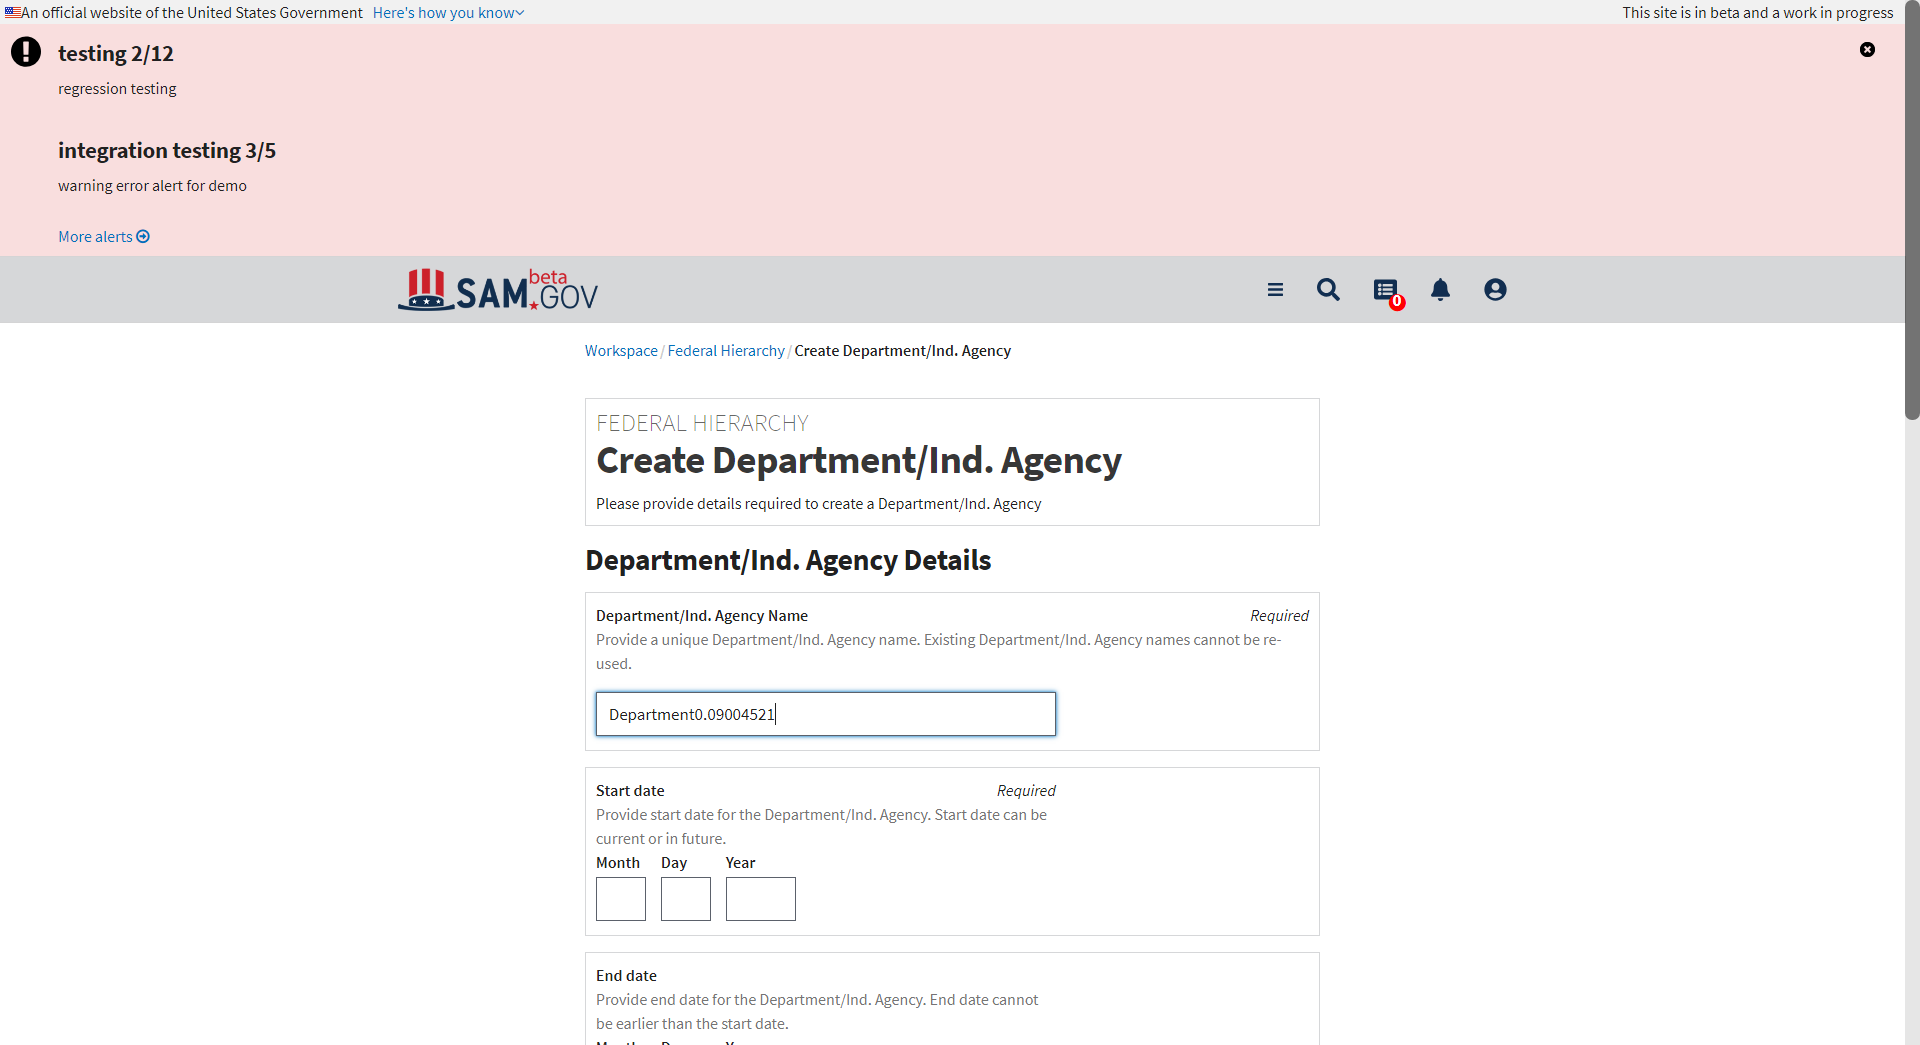 An official website of the United States Government Here's how you know
This site is in beta and a work in progress
testing 2/12
regression testing
integration testing 3/5
warning error alert for demo
More alerts
SAM.GOV beta
0
Workspace / Federal Hierarchy / Create Department/Ind. Agency
FEDERAL HIERARCHY
Create Department/Ind. Agency
Please provide details required to create a Department/Ind. Agency
Department/Ind. Agency Details
Department/Ind. Agency Name Required
Provide a unique Department/Ind. Agency name. Existing Department/Ind. Agency names cannot be re-
used.
Department0.09004521
Start date Required
Provide start date for the Department/Ind. Agency. Start date can be
current or in future.
Month Day Year
End date
Provide end date for the Department/Ind. Agency. End date cannot
be earlier than the start date.